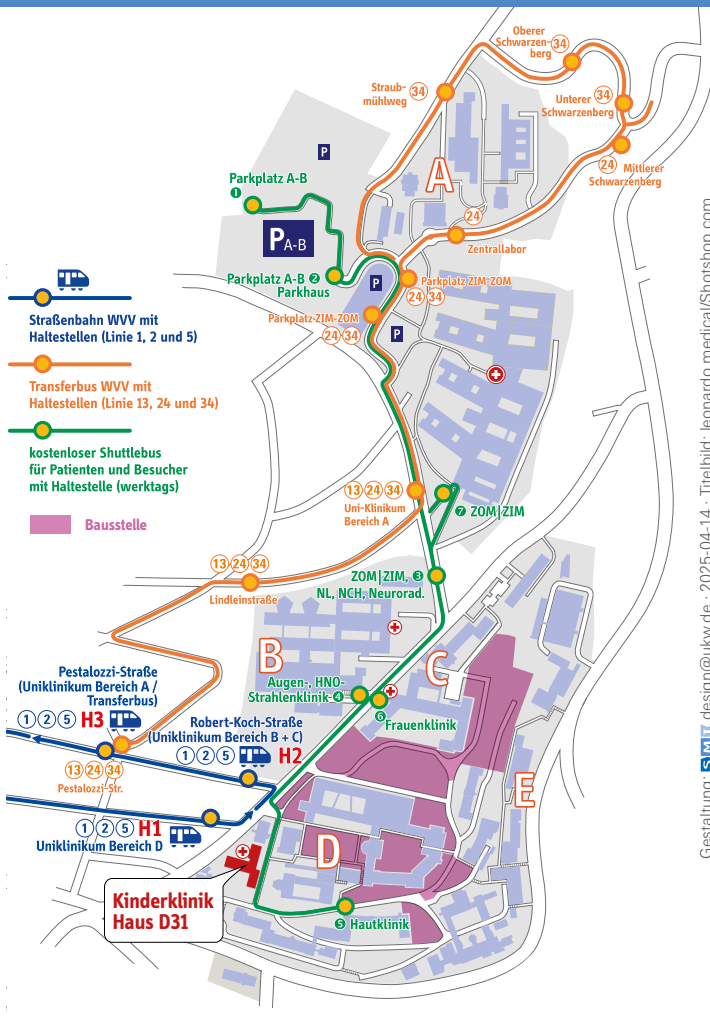 Oberer
Schwarzen-
berg
34
Straub-
mühlweg
34
Unterer
Schwarzenberg
34
24
Mittlerer
Schwarzenberg
A
P
Parkplatz A-B
1
24
Zentrallabor
PA-B
Parkplatz A-B 2
Parkhaus
P
Parkplatz ZIM-ZOM
24 34
Parkplatz ZIM-ZOM
24 34
P
Straßenbahn WVV mit
Haltestellen (Linie 1, 2 und 5)
Transferbus WVV mit
Haltestellen (Linie 13, 24 und 34)
kostenloser Shuttlebus
für Patienten und Besucher
mit Haltestelle (werktags)
Baustelle
13 24 34
Uni-Klinikum
Bereich A
7 ZOM|ZIM
13 24 34
Lindleinstraße
ZOM|ZIM, 3
NL, NCH, Neurorad.
B
C
Augen-, HNO-
Strahlenklinik 4
6
Frauenklinik
Pestalozzi-Straße
(Uniklinikum Bereich A /
Transferbus)
1 2 5 H3
Robert-Koch-Straße
(Uniklinikum Bereich B + C)
1 2 5 H2
13 24 34
Pestalozzi-Str.
E
1 2 5 H1
Uniklinikum Bereich D
D
Kinderklinik
Haus D31
5 Hautklinik
Gestaltung: SMI design@ukw.de · 2025-04-14 · Titelbild: leonardo medical/Shotshop.com